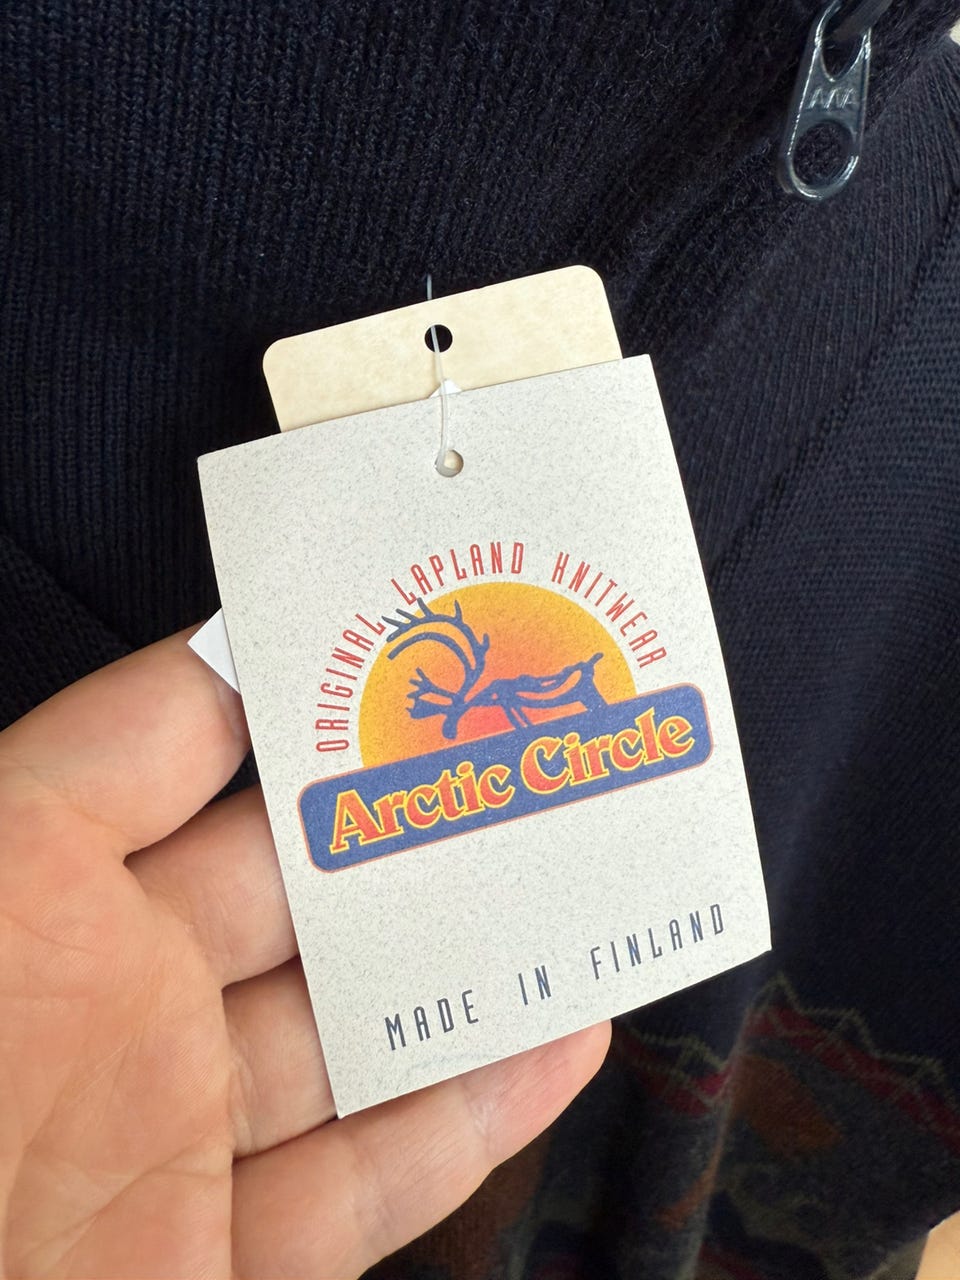 ORIGINAL LAPLAND KNITWEAR
Arctic Circle
MADE IN FINLAND